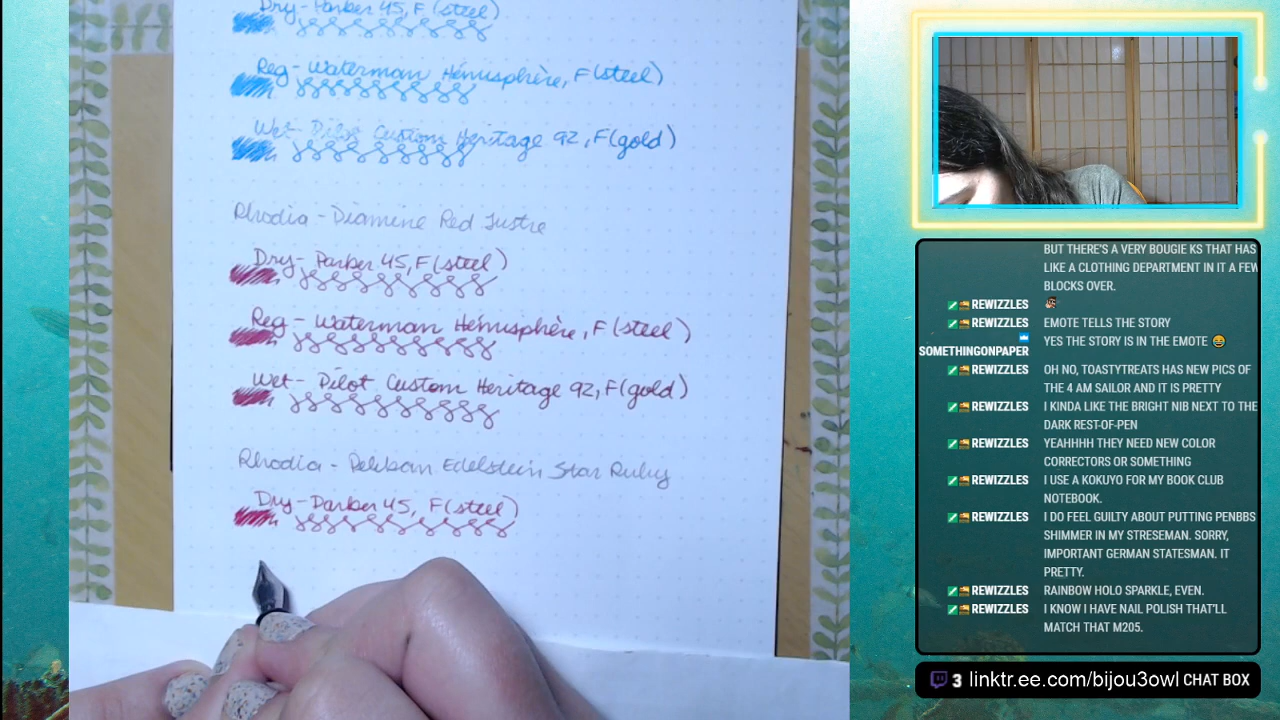 Dry - Parker 45, F (steel)
Reg - Waterman Hémisphère, F (steel)
Wet - Pilot Custom Heritage 92, F (gold)
Rhodia - Diamine Red Lustre
Dry - Parker 45, F (steel)
Reg - Waterman Hémisphère, F (steel)
Wet - Pilot Custom Heritage 92, F (gold)
Rhodia - Pelikan Edelstein Star Ruby
Dry - Parker 45, F (steel)
BUT THERE'S A VERY BOUGIE KS THAT HAS
LIKE A CLOTHING DEPARTMENT IN IT A FEW
BLOCKS OVER.
REWIZZLES
REWIZZLES EMOTE TELLS THE STORY
SOMETHINGONPAPER YES THE STORY IS IN THE EMOTE 😅
REWIZZLES OH NO, TOASTYTREATS HAS NEW PICS OF
THE 4 AM SAILOR AND IT IS PRETTY
REWIZZLES I KINDA LIKE THE BRIGHT NIB NEXT TO THE
DARK REST-OF-PEN
REWIZZLES YEAHHHH THEY NEED NEW COLOR
CORRECTORS OR SOMETHING
REWIZZLES I USE A KOKUYO FOR MY BOOK CLUB
NOTEBOOK.
REWIZZLES I DO FEEL GUILTY ABOUT PUTTING PENBBS
SHIMMER IN MY STRESEMAN. SORRY,
IMPORTANT GERMAN STATESMAN. IT
PRETTY.
REWIZZLES RAINBOW HOLO SPARKLE, EVEN.
REWIZZLES I KNOW I HAVE NAIL POLISH THAT'LL
MATCH THAT M205.
3 linktr.ee.com/bijou3owl CHAT BOX